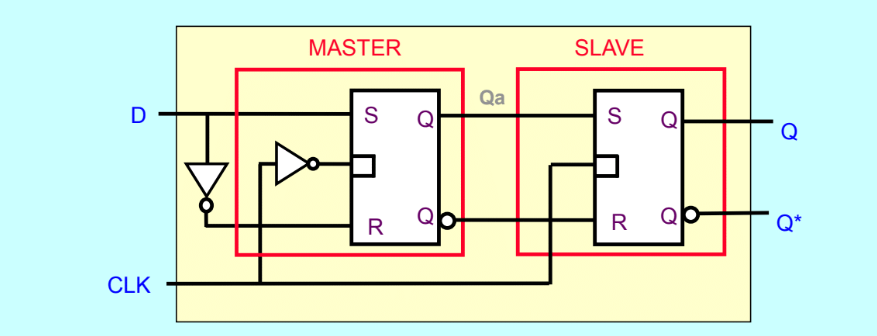 MASTER SLAVE
Qa
D S Q S Q Q
R Q R Q Q*
CLK